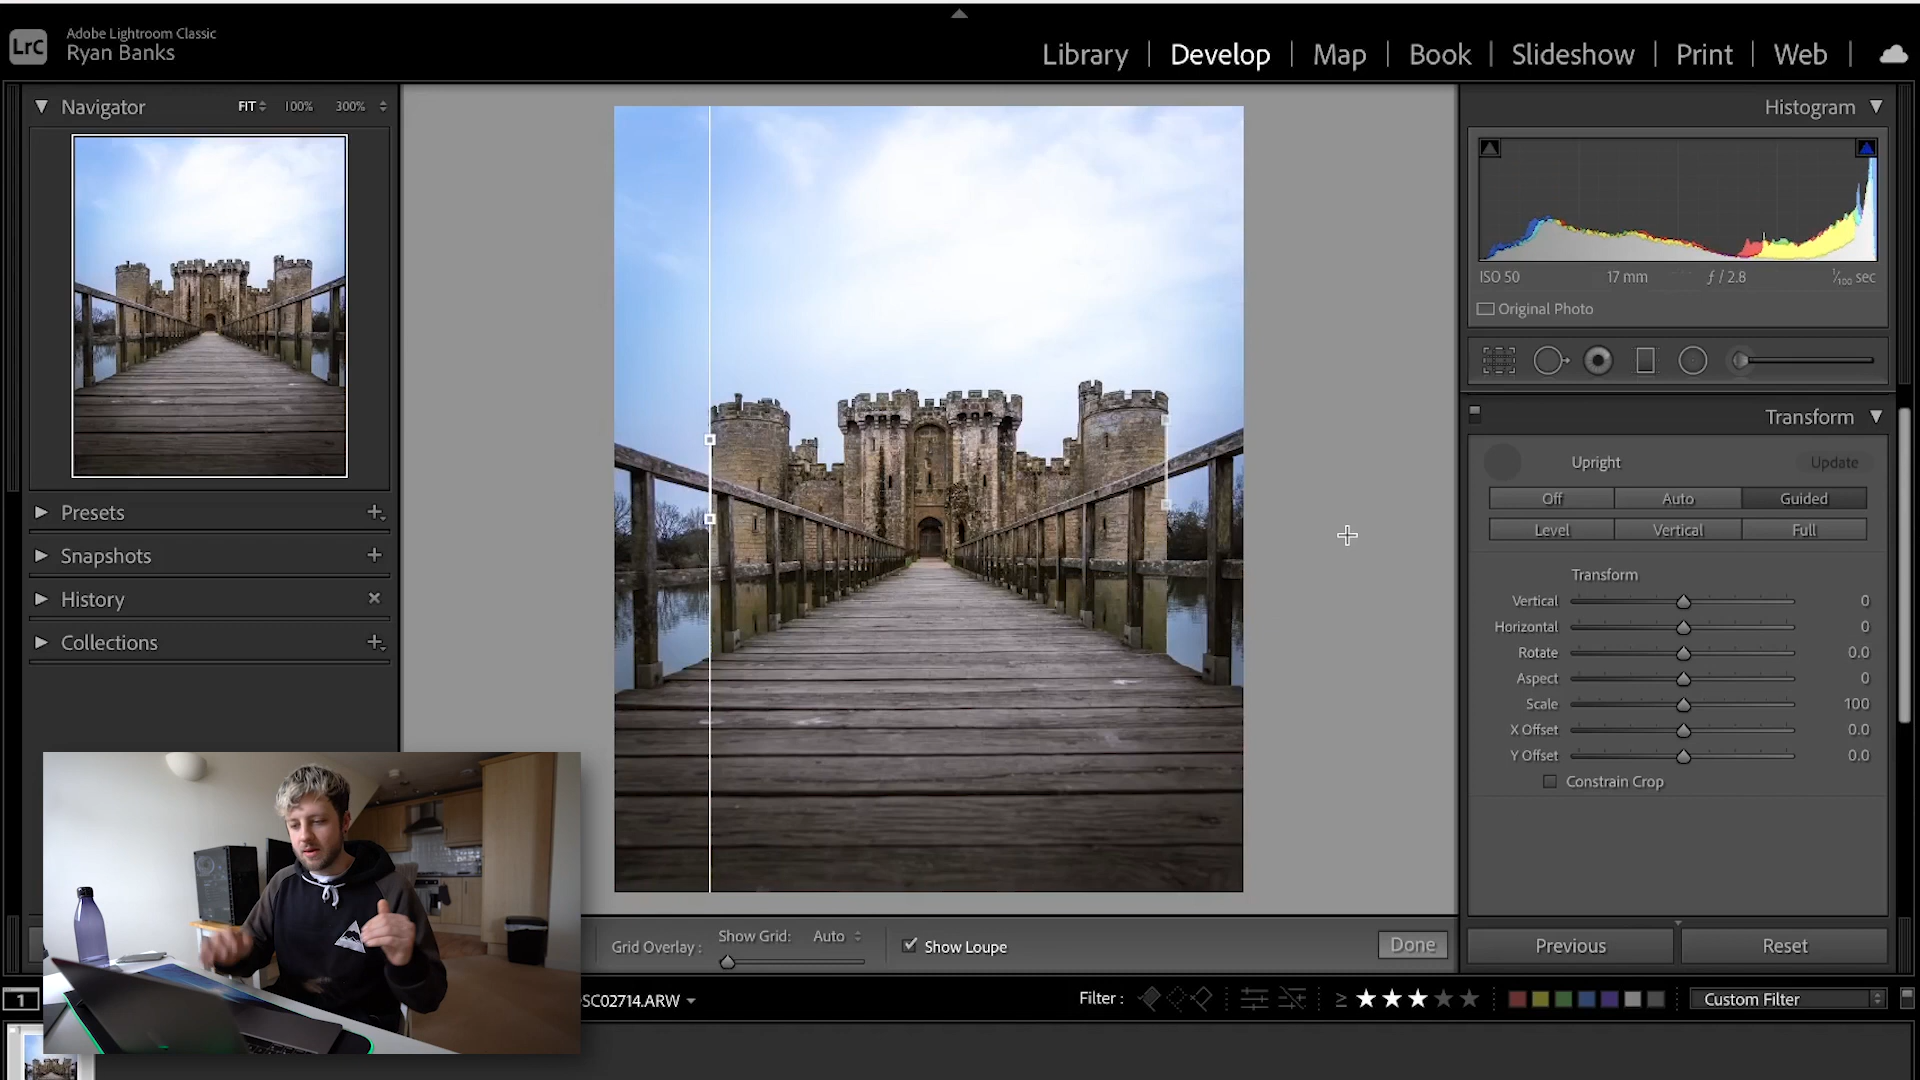 LrC
Adobe Lightroom Classic
Ryan Banks
Library | Develop | Map | Book | Slideshow | Print | Web |
Navigator FIT 100% 300%
Histogram
ISO 50 17 mm ƒ / 2.8 1/100 sec
Original Photo
Transform
Upright Update
Off Auto Guided
Level Vertical Full
Transform
Vertical 0
Horizontal 0
Rotate 0.0
Aspect 0
Scale 100
X Offset 0.0
Y Offset 0.0
Constrain Crop
Presets
Snapshots
History
Collections
Grid Overlay : Show Grid: Auto Show Loupe Done
Previous Reset
1 SC02714.ARW Filter : ≥ ★★★★★ Custom Filter